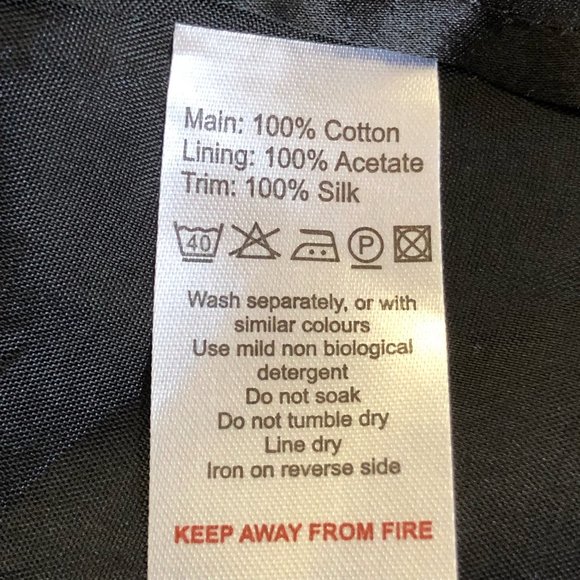 Main: 100% Cotton
Lining: 100% Acetate
Trim: 100% Silk
40 P
Wash separately, or with
similar colours
Use mild non biological
detergent
Do not soak
Do not tumble dry
Line dry
Iron on reverse side
KEEP AWAY FROM FIRE